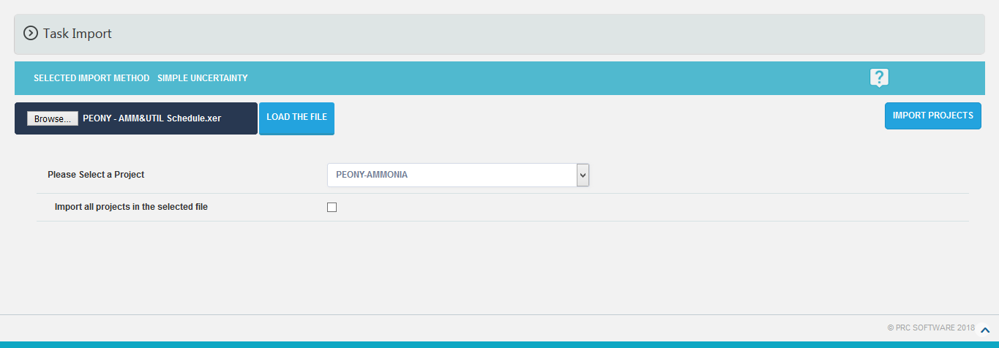 Task Import
SELECTED IMPORT METHOD SIMPLE UNCERTAINTY
?
Browse... PEONY - AMM&UTIL Schedule.xer LOAD THE FILE IMPORT PROJECTS
Please Select a Project PEONY-AMMONIA
Import all projects in the selected file
© PRC SOFTWARE 2018